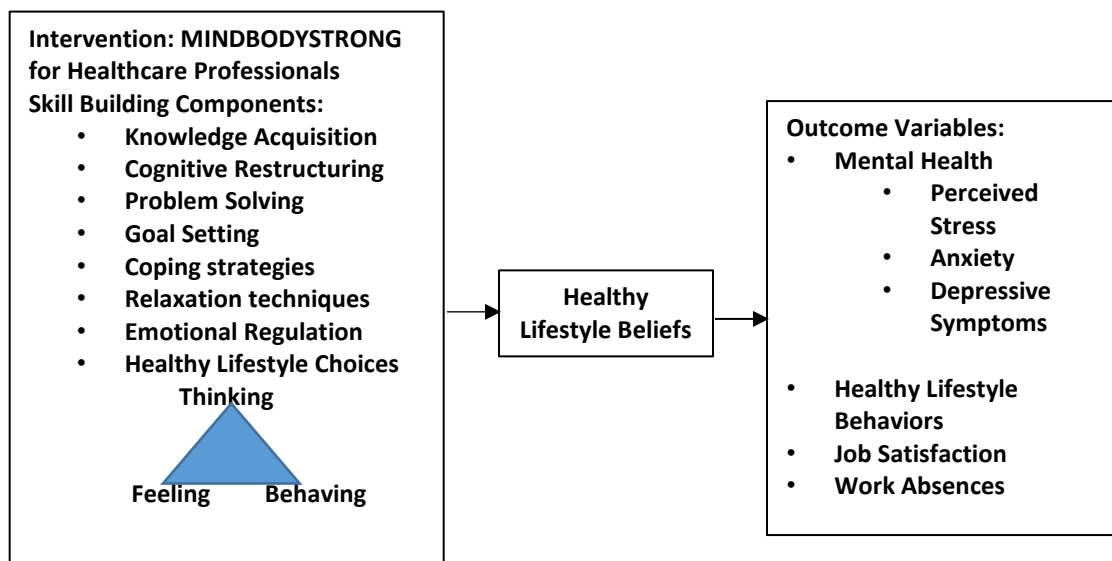 Intervention: MINDBODYSTRONG
for Healthcare Professionals
Skill Building Components:
• Knowledge Acquisition
• Cognitive Restructuring
• Problem Solving
• Goal Setting
• Coping strategies
• Relaxation techniques
• Emotional Regulation
• Healthy Lifestyle Choices
Thinking
Feeling Behaving
Healthy
Lifestyle Beliefs
Outcome Variables:
• Mental Health
• Perceived
Stress
• Anxiety
• Depressive
Symptoms
• Healthy Lifestyle
Behaviors
• Job Satisfaction
• Work Absences